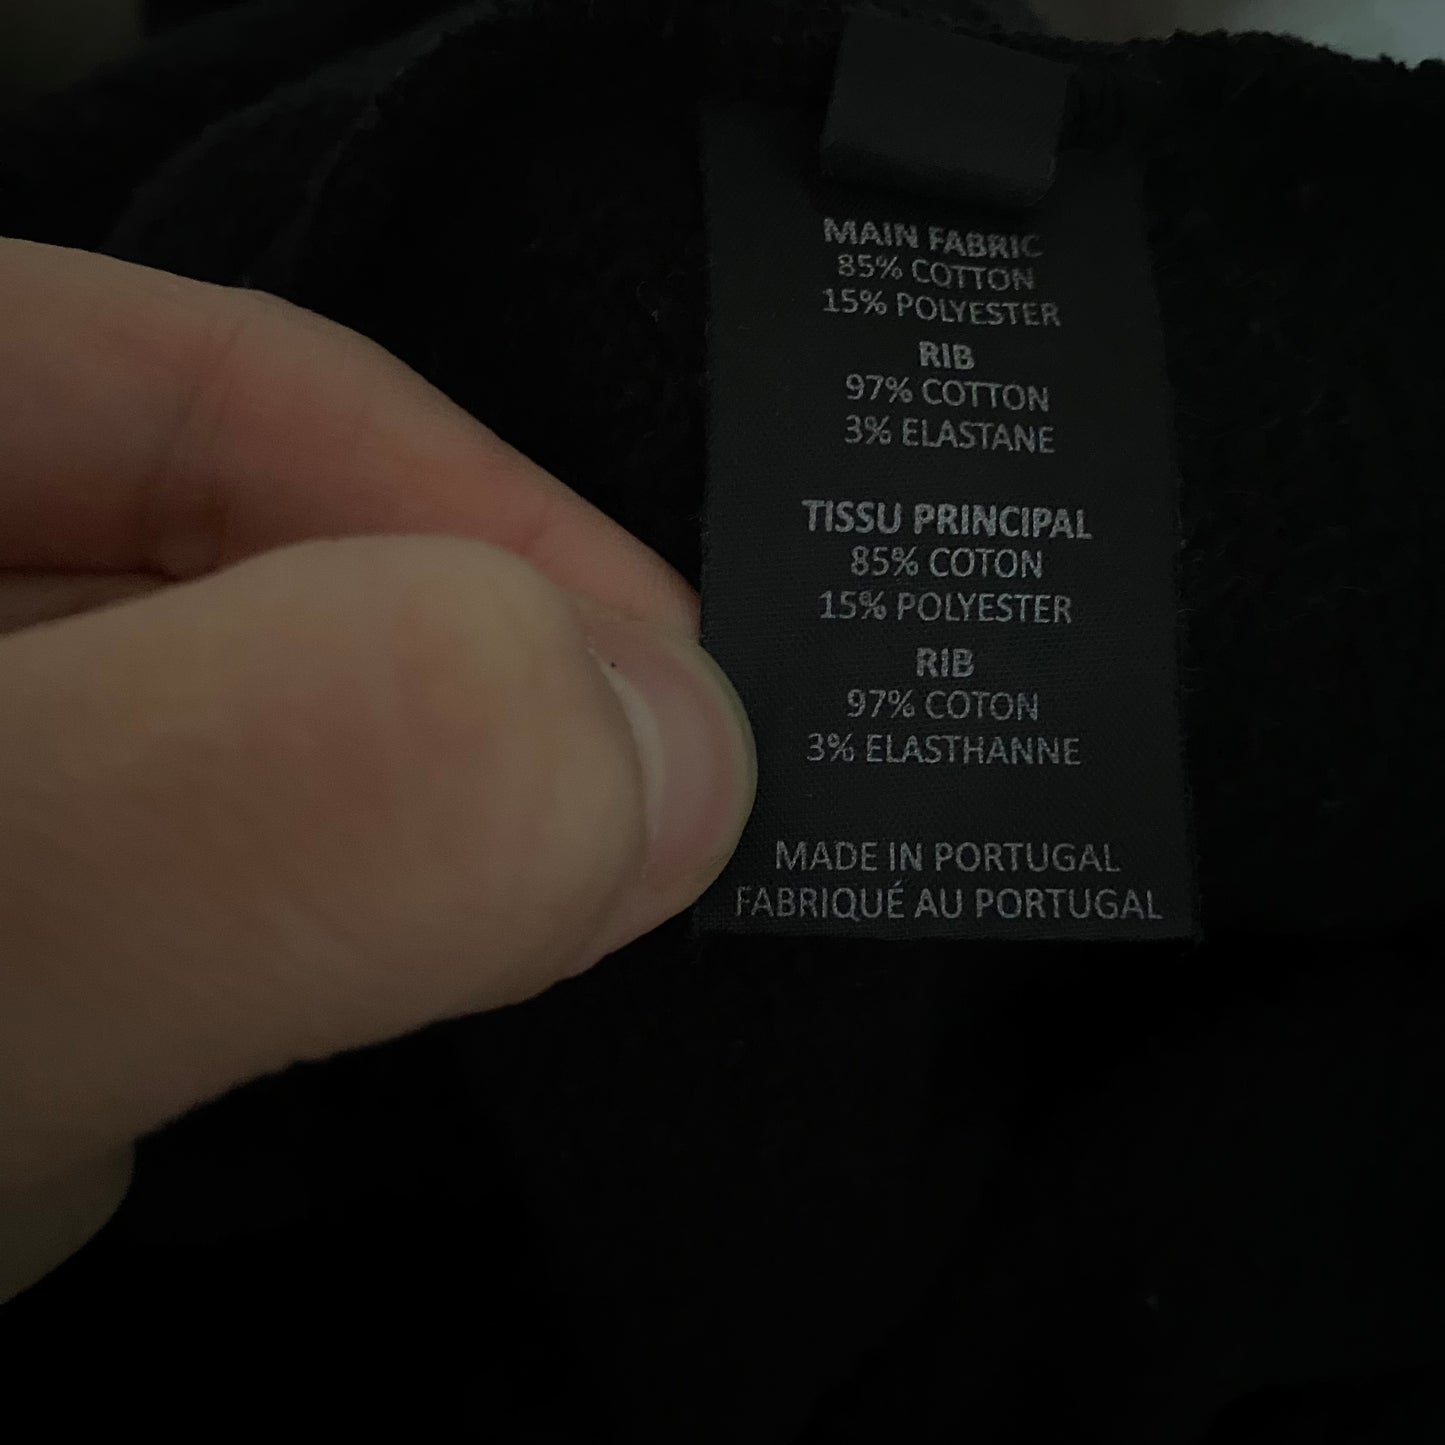 MAIN FABRIC
85% COTTON
15% POLYESTER
RIB
97% COTTON
3% ELASTANE
TISSU PRINCIPAL
85% COTON
15% POLYESTER
RIB
97% COTON
3% ELASTHANNE
MADE IN PORTUGAL
FABRIQUÉ AU PORTUGAL